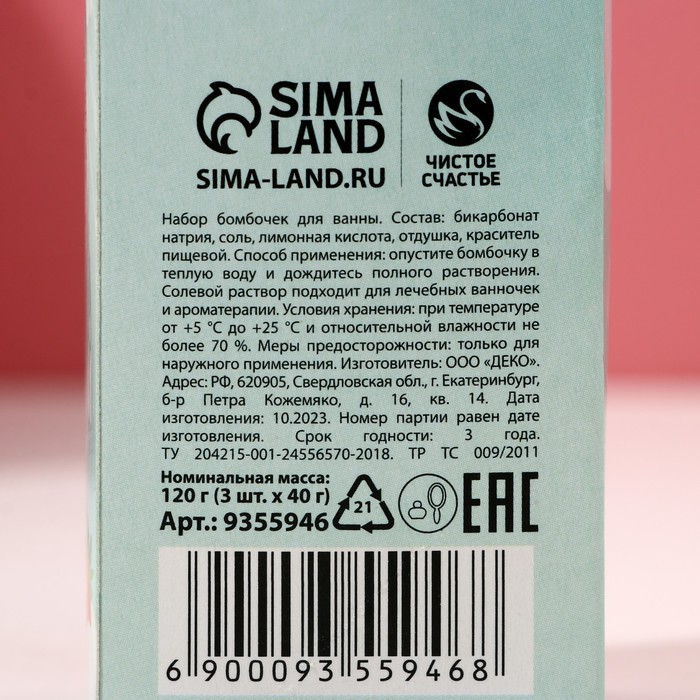 SIMA
LAND
SIMA-LAND.RU
ЧИСТОЕ
СЧАСТЬЕ
Набор бомбочек для ванны. Состав: бикарбонат
натрия, соль, лимонная кислота, отдушка, краситель
пищевой. Способ применения: опустите бомбочку в
теплую воду и дождитесь полного растворения.
Солевой раствор подходит для лечебных ванночек
и ароматерапии. Условия хранения: при температуре
от +5 °C до +25 °C и относительной влажности не
более 70 %. Меры предосторожности: только для
наружного применения. Изготовитель: ООО «ДЕКО».
Адрес: РФ, 620905, Свердловская обл., г. Екатеринбург,
б-р Петра Кожемяко, д. 16, кв. 14. Дата
изготовления: 10.2023. Номер партии равен дате
изготовления. Срок годности: 3 года.
ТУ 204215-001-24556570-2018. ТР ТС 009/2011
Номинальная масса:
120 г (3 шт. х 40 г)
Арт.: 9355946
21
EAC
6 900093 559468